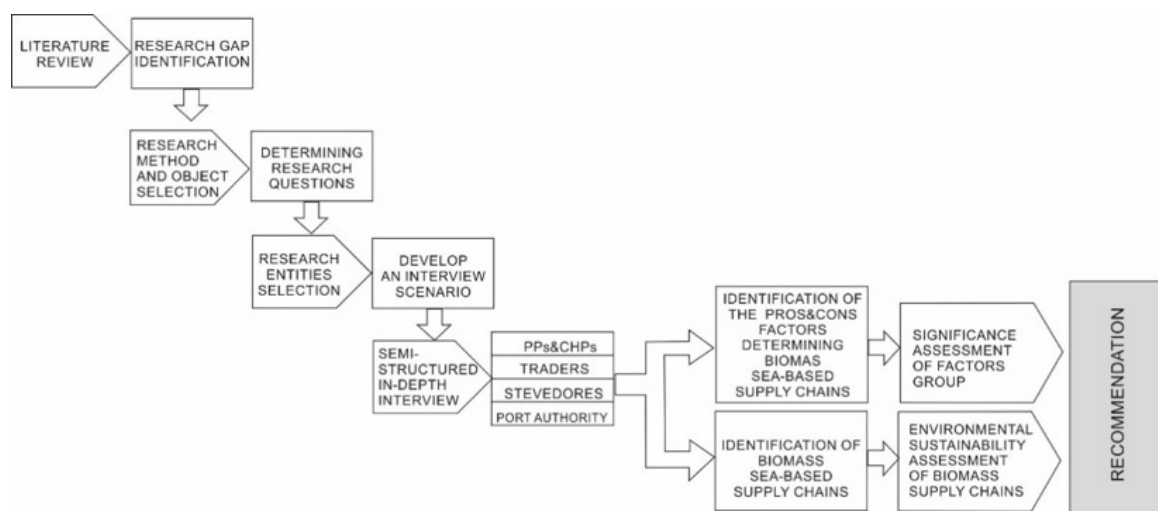 LITERATURE
REVIEW
RESEARCH GAP
IDENTIFICATION
RESEARCH
METHOD
AND OBJECT
SELECTION
DETERMINING
RESEARCH
QUESTIONS
RESEARCH
ENTITIES
SELECTION
DEVELOP
AN INTERVIEW
SCENARIO
SEMI-
STRUCTURED
IN-DEPTH
INTERVIEW
PPs&CHPs
TRADERS
STEVEDORES
PORT AUTHORITY
IDENTIFICATION OF
THE PROS&CONS
FACTORS
DETERMINING
BIOMAS
SEA-BASED
SUPPLY CHAINS
SIGNIFICANCE
ASSESSMENT
OF FACTORS
GROUP
IDENTIFICATION OF
BIOMASS
SEA-BASED
SUPPLY CHAINS
ENVIRONMENTAL
SUSTAINABILITY
ASSESSMENT
OF BIOMASS
SUPPLY CHAINS
RECOMMENDATION